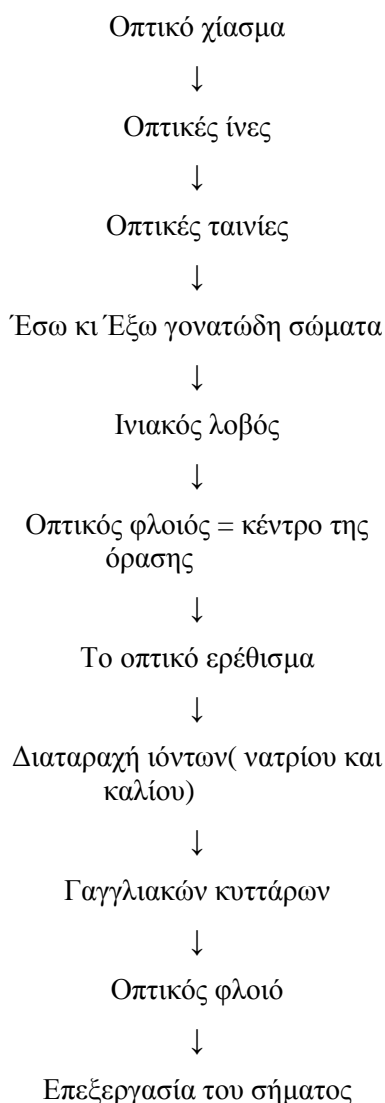 Οπτικό χίασμα
↓
Οπτικές ίνες
↓
Οπτικές ταινίες
↓
Έσω κι Έξω γονατώδη σώματα
↓
Ινιακός λοβός
↓
Οπτικός φλοιός = κέντρο της
όρασης
↓
Το οπτικό ερέθισμα
↓
Διαταραχή ιόντων( νατρίου και
καλίου)
↓
Γαγγλιακών κυττάρων
↓
Οπτικός φλοιό
↓
Επεξεργασία του σήματος